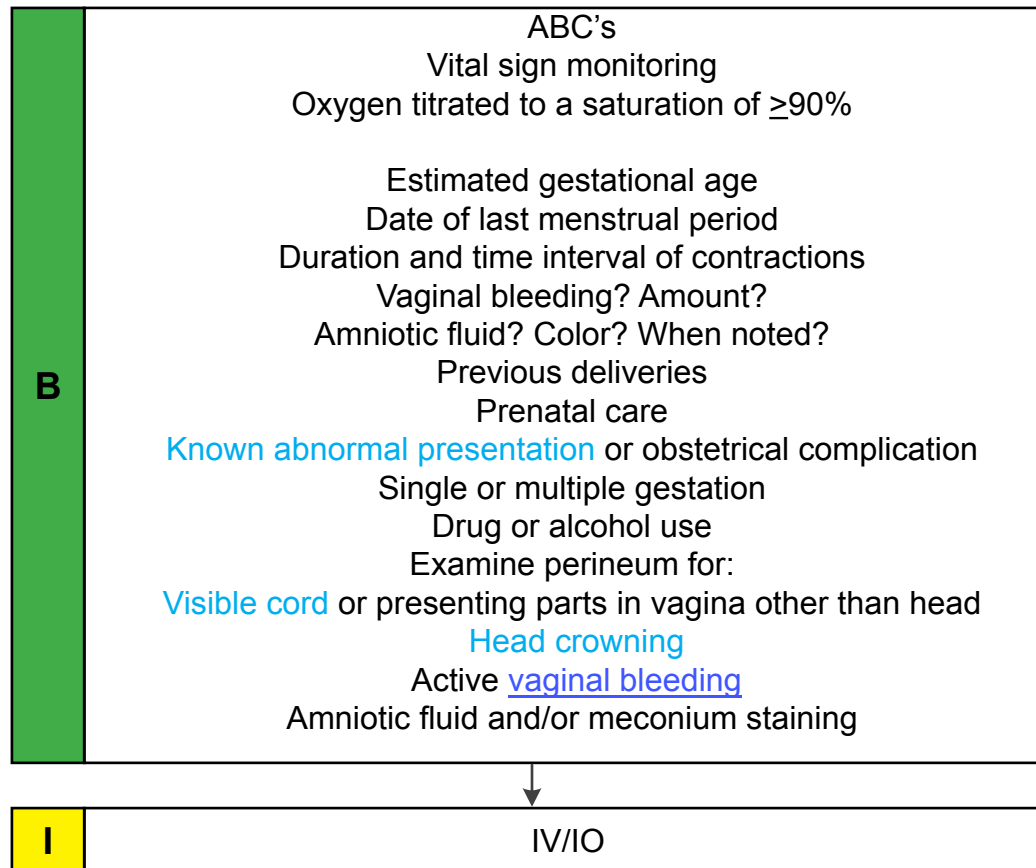 ABC’s
Vital sign monitoring
Oxygen titrated to a saturation of ≥90%
Estimated gestational age
Date of last menstrual period
Duration and time interval of contractions
Vaginal bleeding? Amount?
Amniotic fluid? Color? When noted?
B
Previous deliveries
Prenatal care
Known abnormal presentation or obstetrical complication
Single or multiple gestation
Drug or alcohol use
Examine perineum for:
Visible cord or presenting parts in vagina other than head
Head crowning
Active vaginal bleeding
Amniotic fluid and/or meconium staining
I
IV/IO